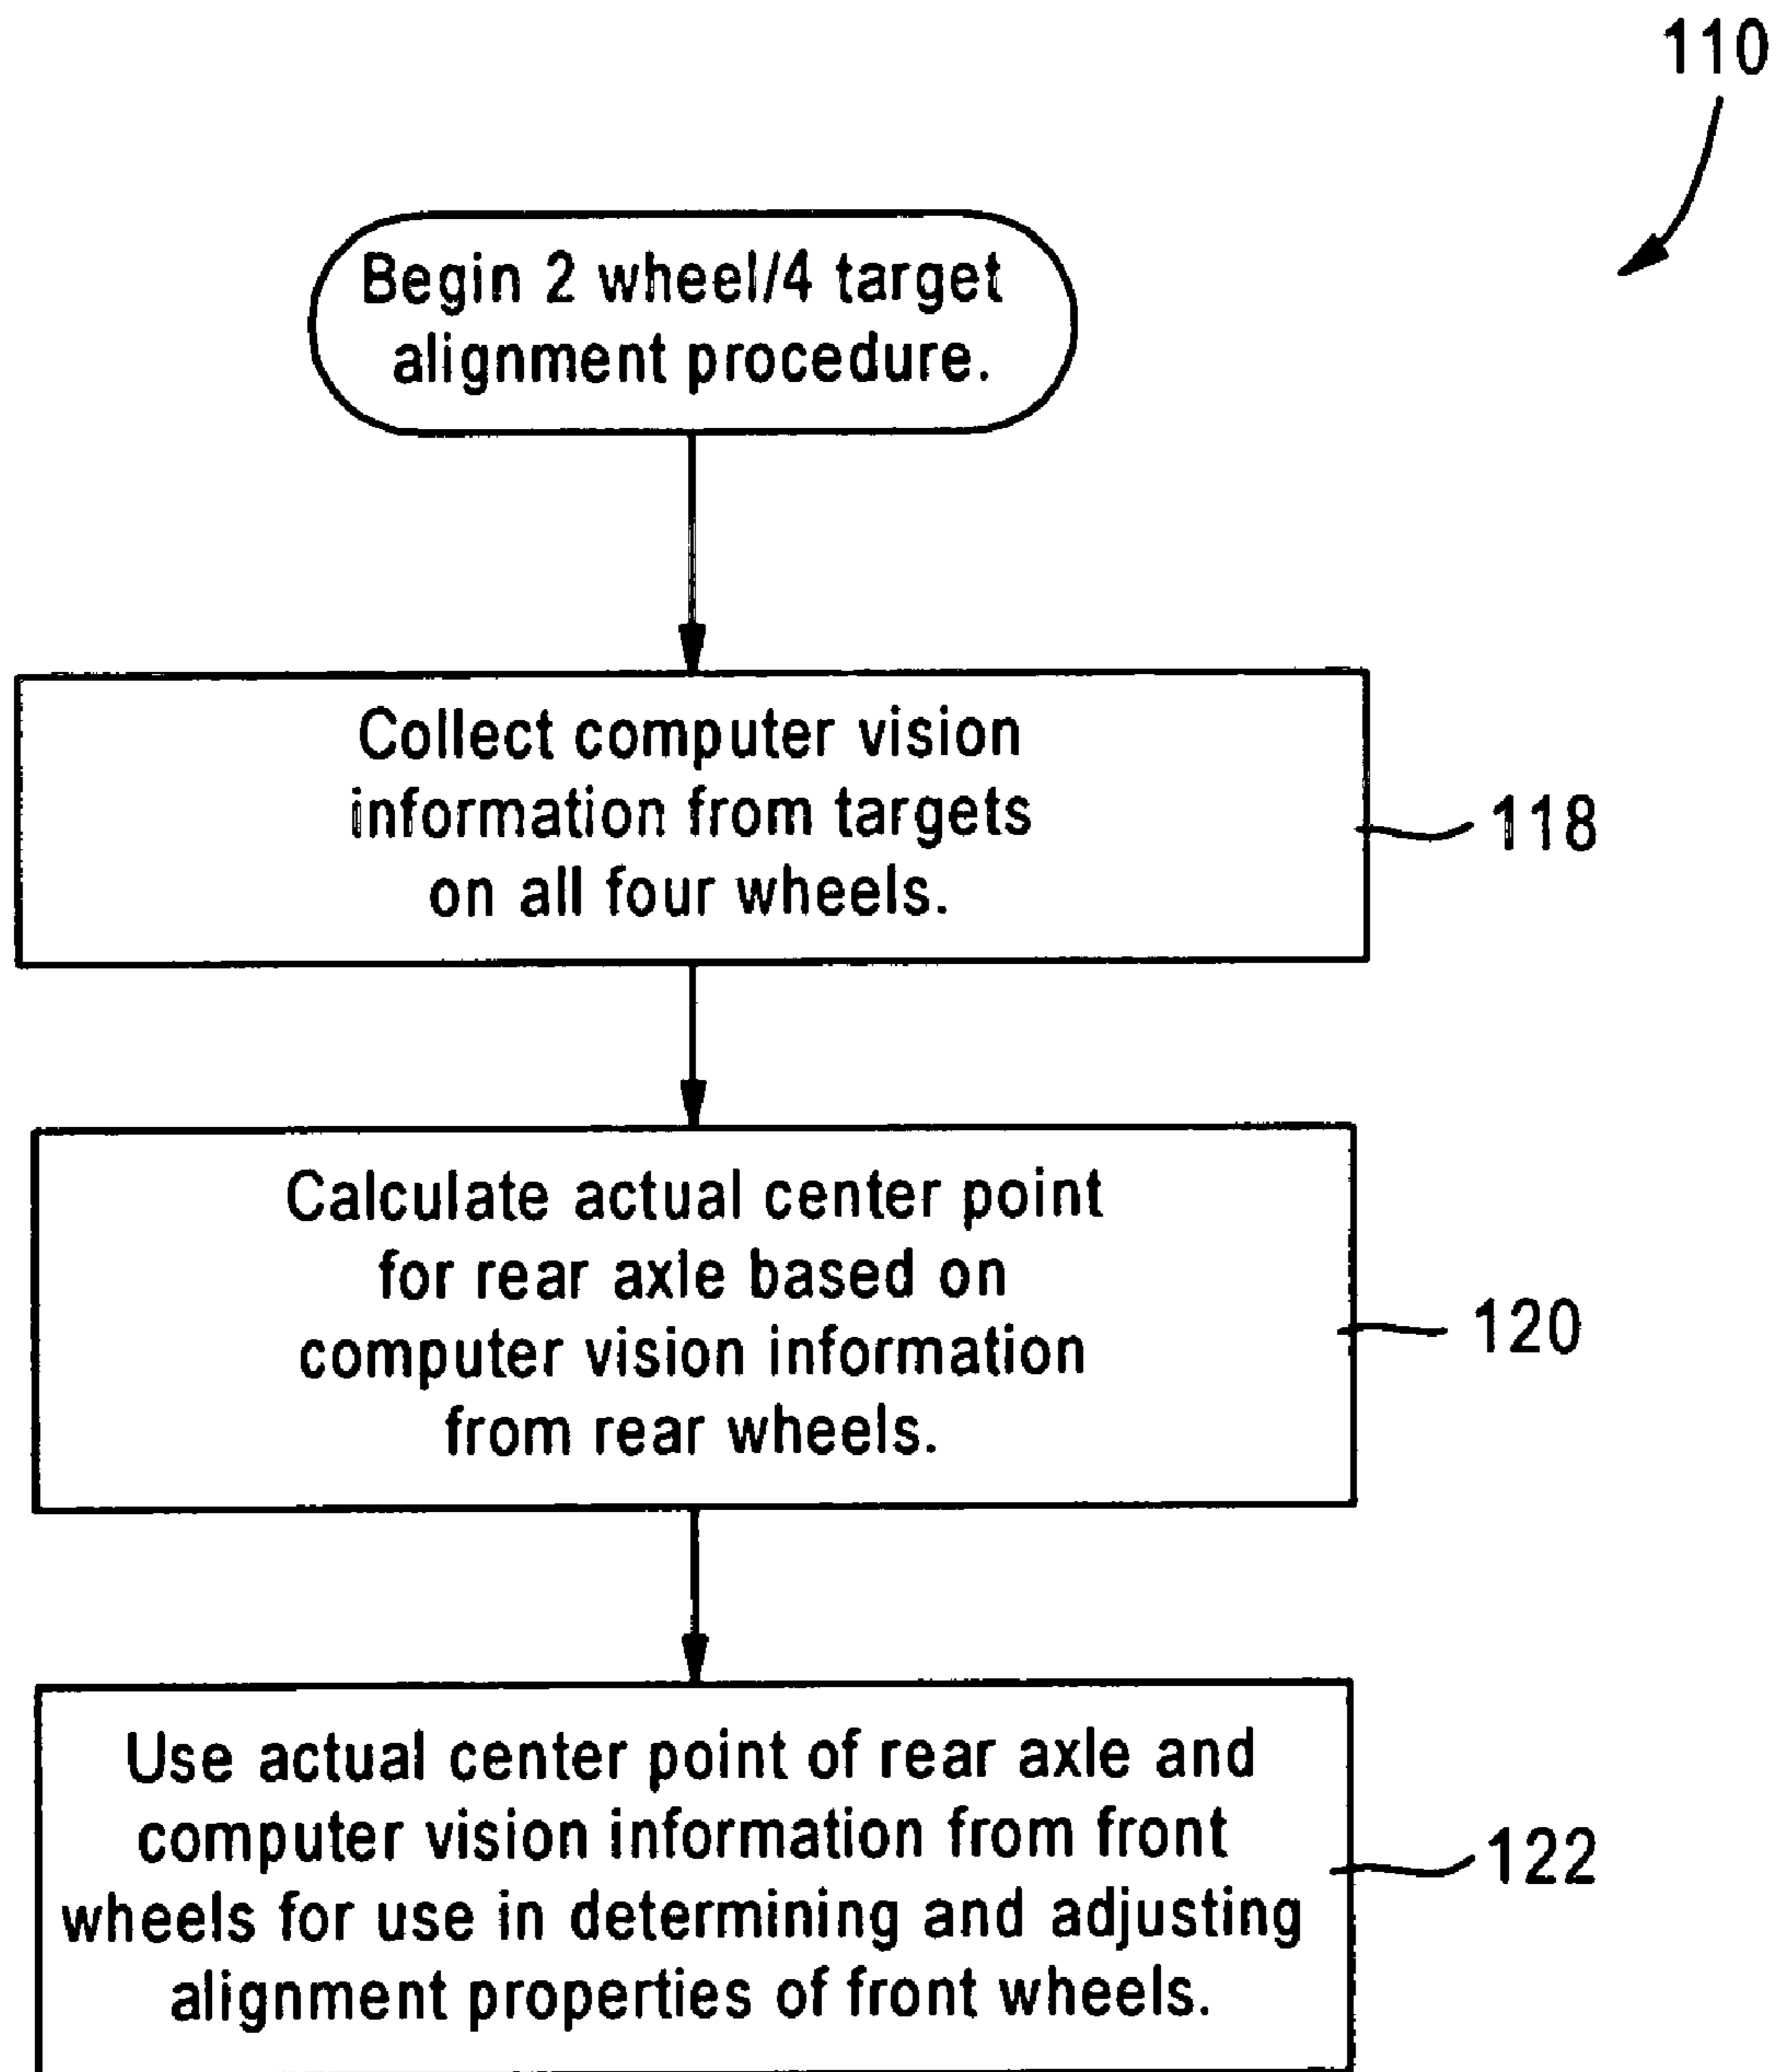 110
Begin 2 wheel/4 target
alignment procedure.
Collect computer vision
information from targets
on all four wheels.
118
Calculate actual center point
for rear axle based on
computer vision information
from rear wheels.
120
Use actual center point of rear axle and
computer vision information from front
wheels for use in determining and adjusting
alignment properties of front wheels.
122